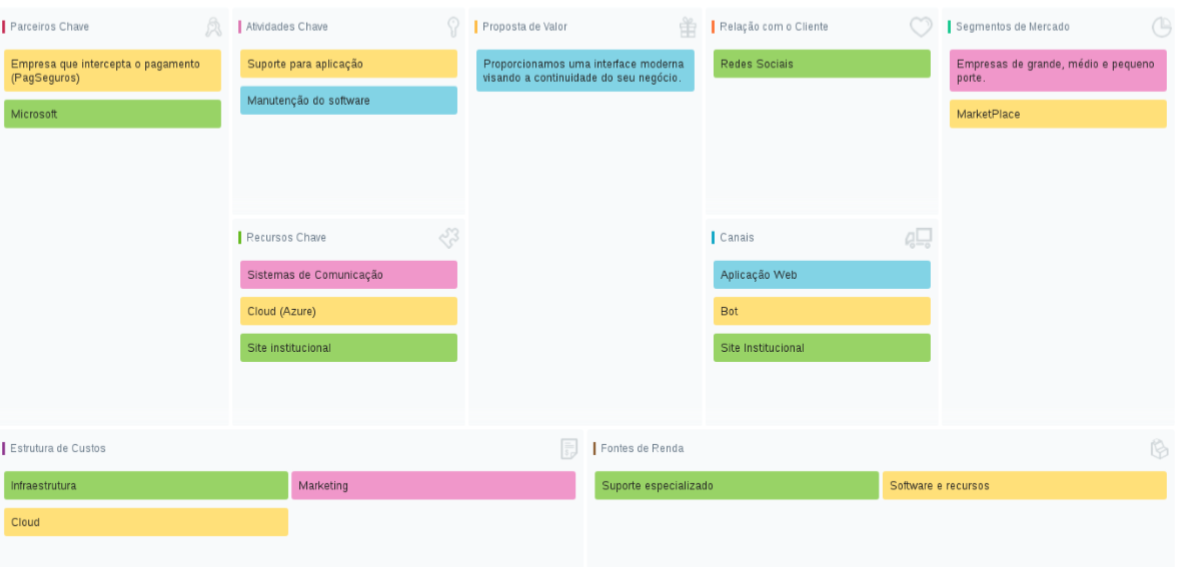 Parceiros Chave
Empresa que intercepta o pagamento
(PagSeguros)
Microsoft
Atividades Chave
Suporte para aplicação
Manutenção do software
Recursos Chave
Sistemas de Comunicação
Cloud (Azure)
Site institucional
Proposta de Valor
Proporcionamos uma interface moderna
visando a continuidade do seu negócio.
Relação com o Cliente
Redes Sociais
Canais
Aplicação Web
Bot
Site Institucional
Segmentos de Mercado
Empresas de grande, médio e pequeno
porte.
MarketPlace
Estrutura de Custos
Infraestrutura
Marketing
Cloud
Fontes de Renda
Suporte especializado
Software e recursos